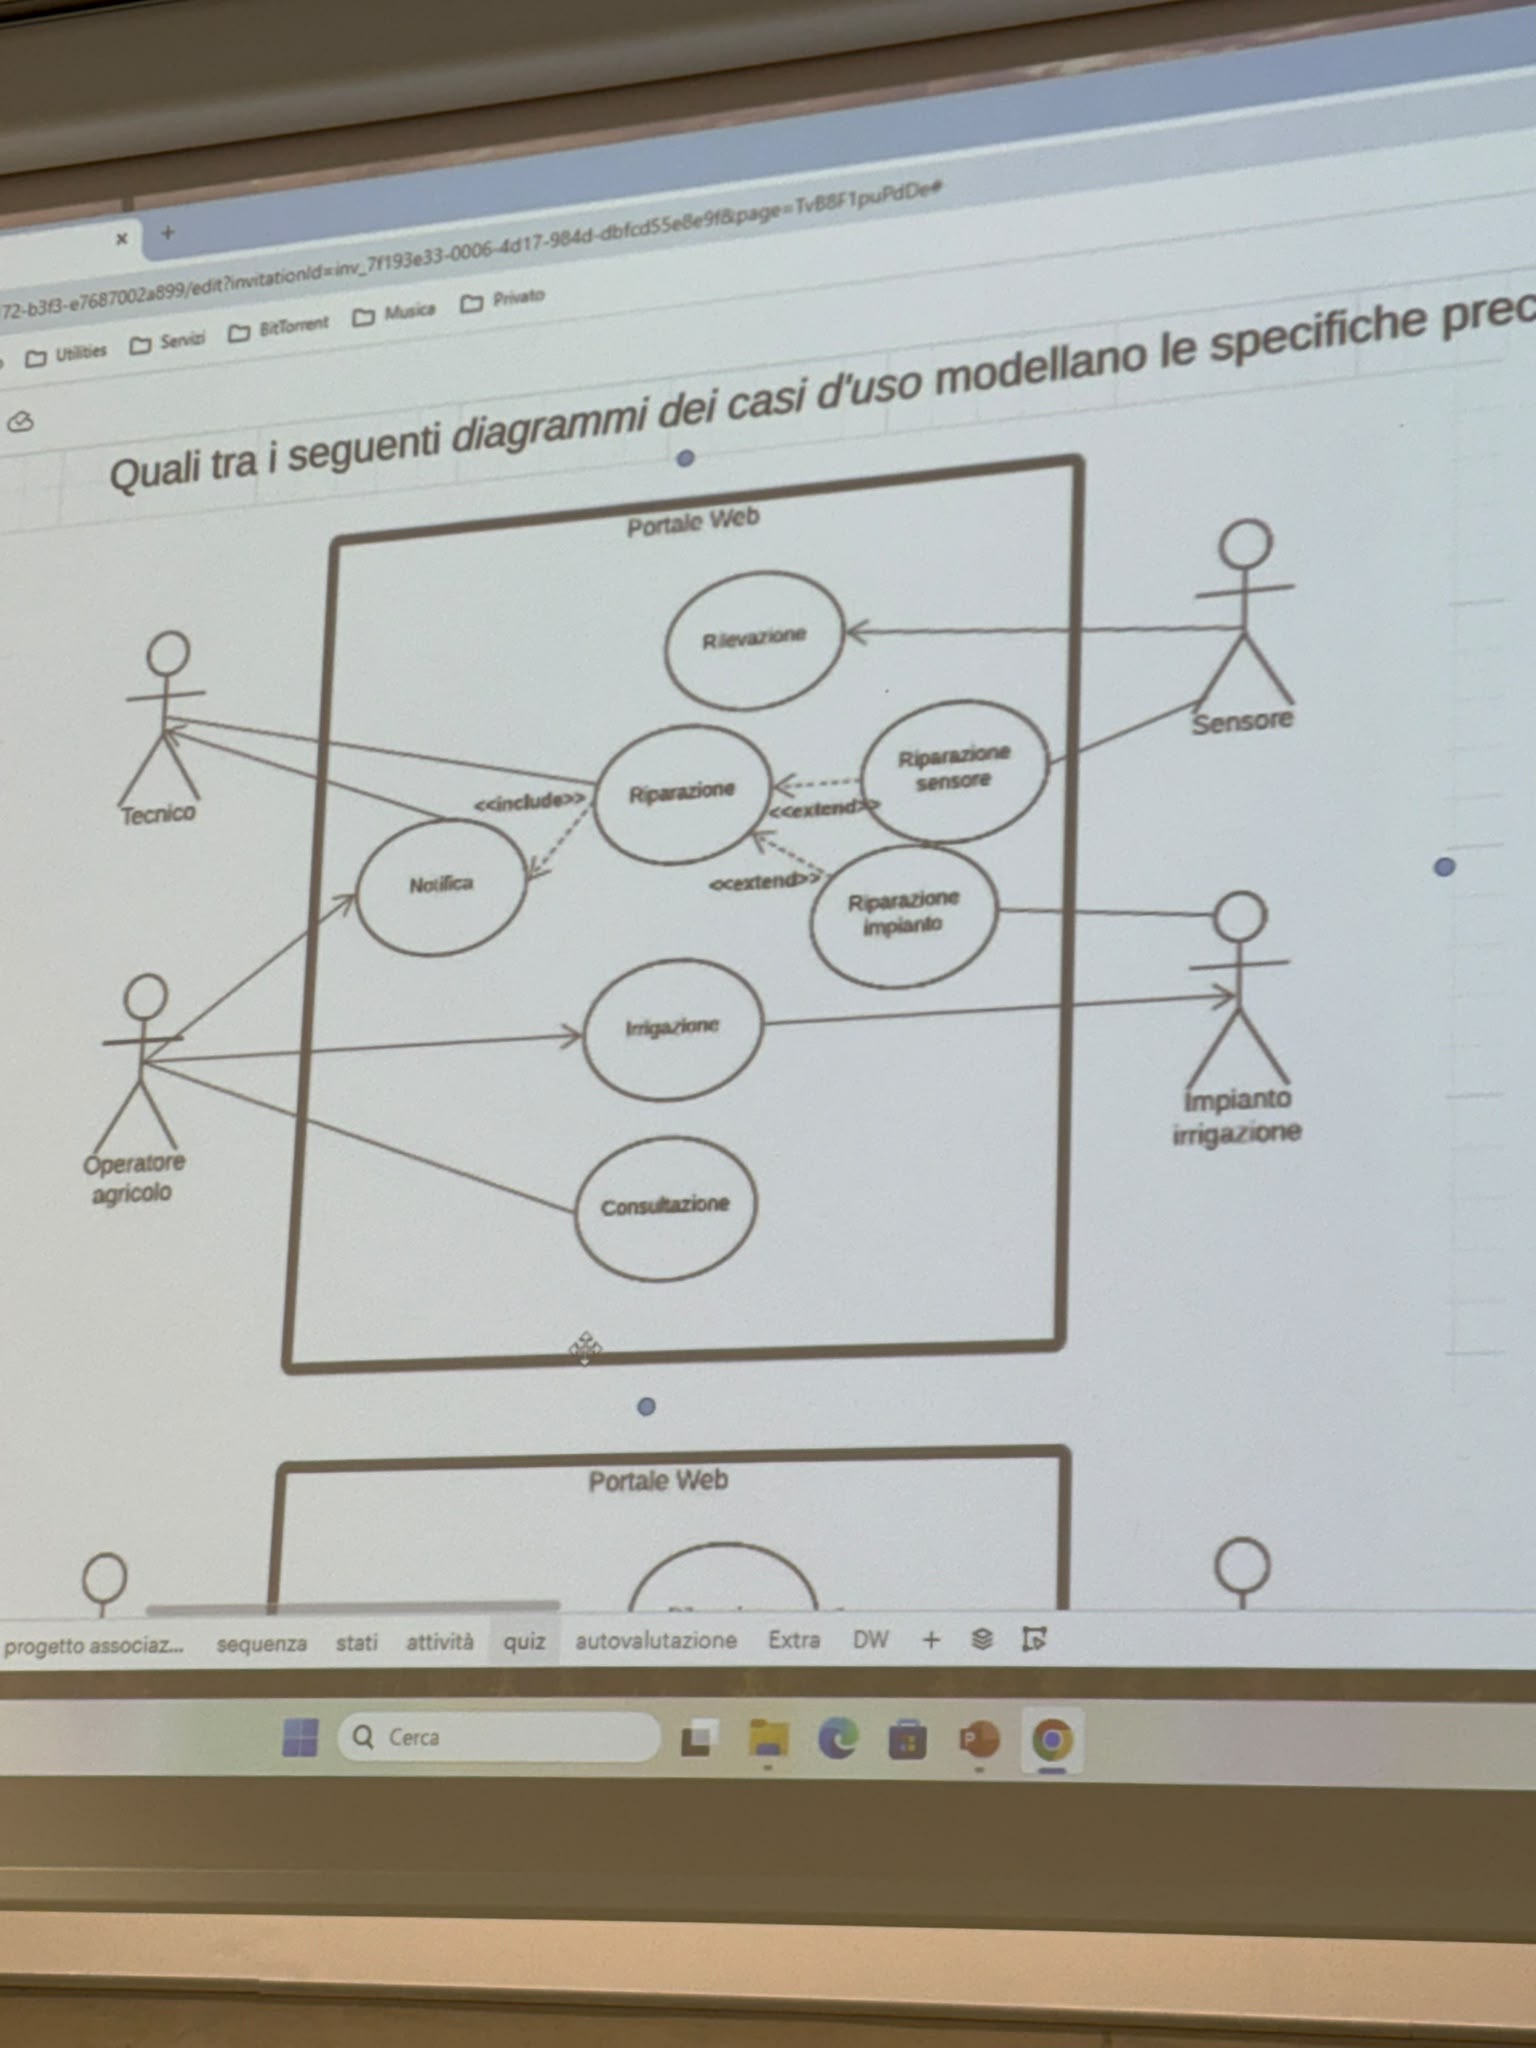 72-b3f3-e7687002a899/edit?invitationId=inv_7f193e33-0006-4d17-984d-dbfcd55e8e9f&page=TvB8F1puPdDe#
Utilities Servizi BitTorrent Musica Privato
Quali tra i seguenti diagrammi dei casi d'uso modellano le specifiche prec
Portale Web
Rilevazione
Sensore
Tecnico
<<include>>
Riparazione
Riparazione
sensore
<<extend>>
Notifica
<<extend>>
Riparazione
impianto
Irrigazione
Impianto
irrigazione
Operatore
agricolo
Consultazione
Portale Web
progetto associaz... sequenza stati attività quiz autovalutazione Extra DW +
Cerca